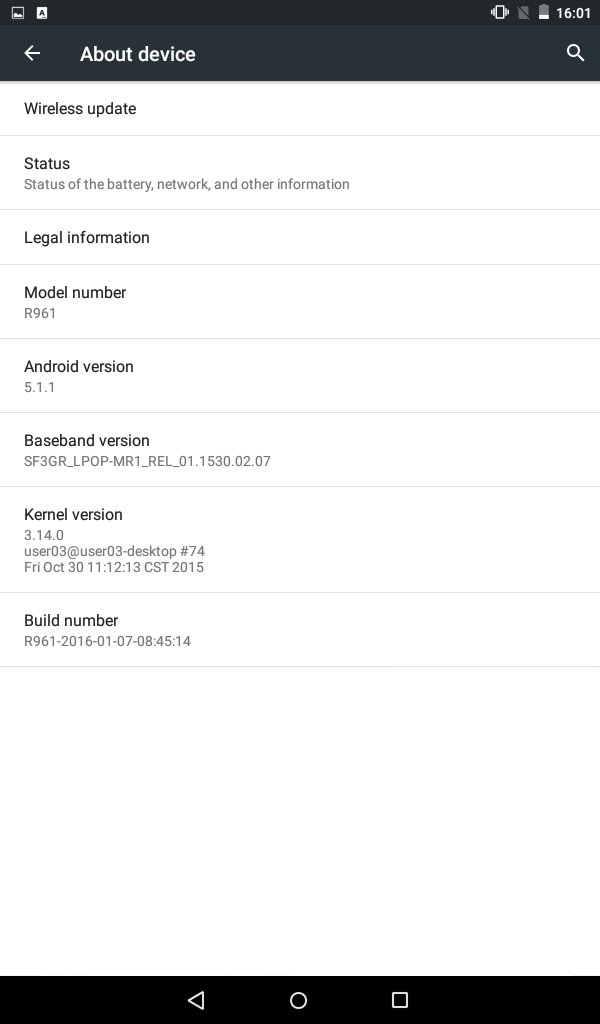 16:01
About device
Wireless update
Status
Status of the battery, network, and other information
Legal information
Model number
R961
Android version
5.1.1
Baseband version
SF3GR_LPOP-MR1_REL_01.1530.02.07
Kernel version
3.14.0
user03@user03-desktop #74
Fri Oct 30 11:12:13 CST 2015
Build number
R961-2016-01-07-08:45:14